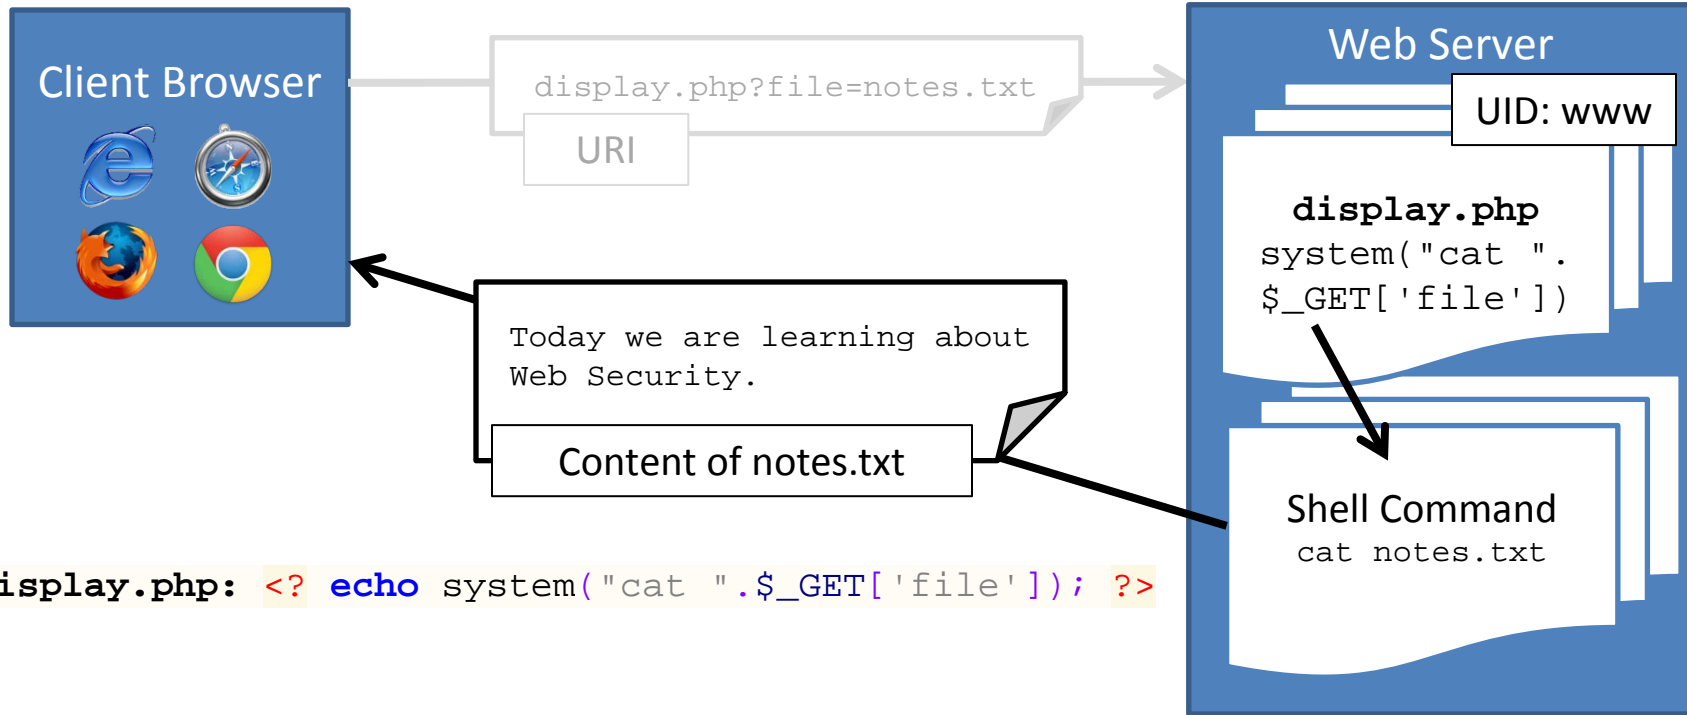 Client Browser
display.php?file=notes.txt
URI
Web Server
UID: www
display.php
system("cat ".
$_GET['file'])
Today we are learning about
Web Security.
Content of notes.txt
Shell Command
cat notes.txt
isplay.php: <? echo system("cat ".$_GET['file']); ?>